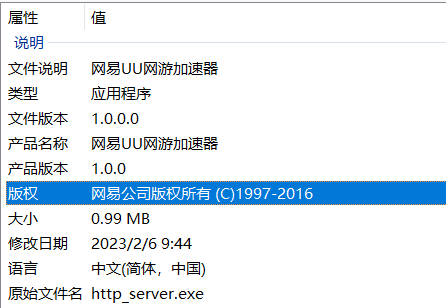 属性 值
说明
文件说明 网易UU网游加速器
类型 应用程序
文件版本 1.0.0.0
产品名称 网易UU网游加速器
产品版本 1.0.0
版权 网易公司版权所有 (C)1997-2016
大小 0.99 MB
修改日期 2023/2/6 9:44
语言 中文(简体，中国)
原始文件名 http_server.exe